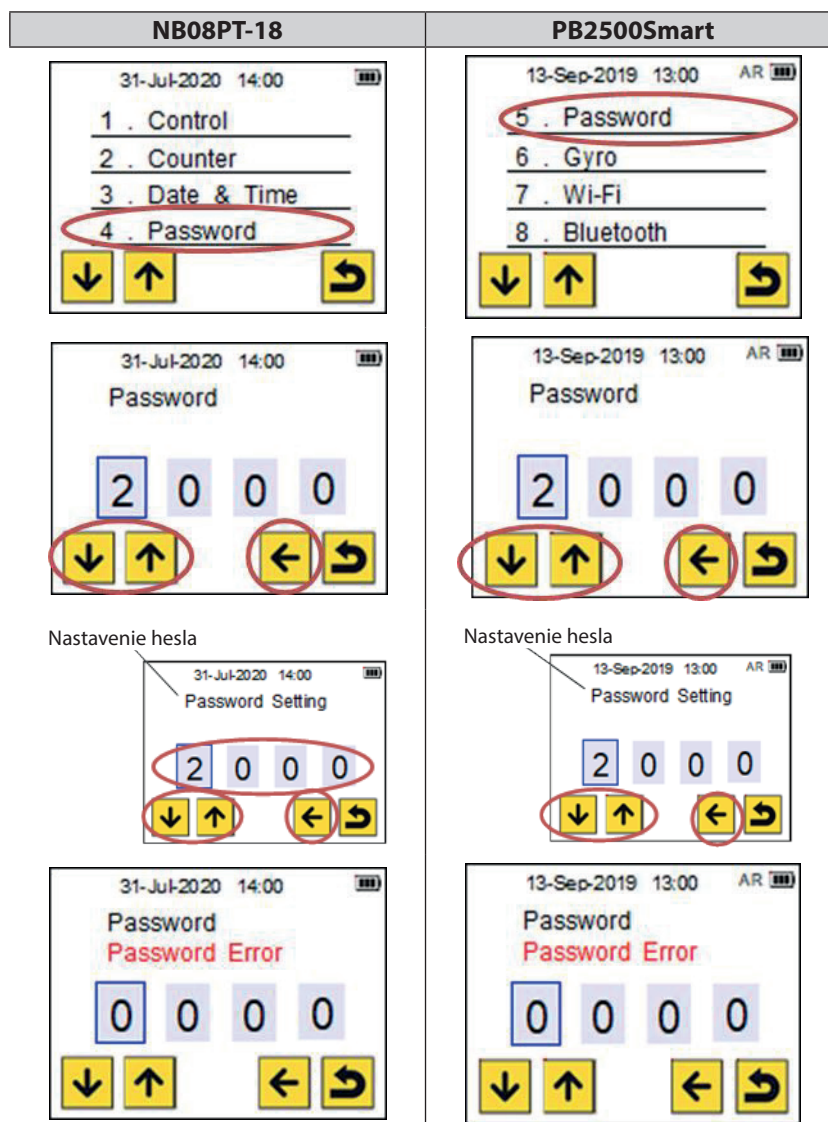 NB08PT-18
PB2500Smart
31-Jul-2020 14:00
1 . Control
2 . Counter
3 . Date & Time
4 . Password
13-Sep-2019 13:00 AR
5 . Password
6 . Gyro
7 . Wi-Fi
8 . Bluetooth
31-Jul-2020 14:00
Password
2 0 0 0
13-Sep-2019 13:00 AR
Password
2 0 0 0
Nastavenie hesla
31-Jul-2020 14:00
Password Setting
2 0 0 0
Nastavenie hesla
13-Sep-2019 13:00 AR
Password Setting
2 0 0 0
31-Jul-2020 14:00
Password
Password Error
0 0 0 0
13-Sep-2019 13:00 AR
Password
Password Error
0 0 0 0